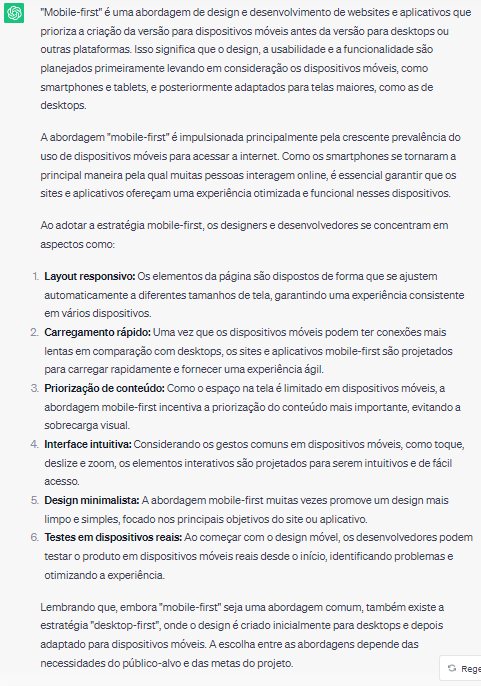 "Mobile-first" é uma abordagem de design e desenvolvimento de websites e aplicativos que
prioriza a criação da versão para dispositivos móveis antes da versão para desktops ou
outras plataformas. Isso significa que o design, a usabilidade e a funcionalidade são
planejados primeiramente levando em consideração os dispositivos móveis, como
smartphones e tablets, e posteriormente adaptados para telas maiores, como as de
desktops.
A abordagem "mobile-first" é impulsionada principalmente pela crescente prevalência do
uso de dispositivos móveis para acessar a internet. Como os smartphones se tornaram a
principal maneira pela qual muitas pessoas interagem online, é essencial garantir que os
sites e aplicativos ofereçam uma experiência otimizada e funcional nesses dispositivos.
Ao adotar a estratégia mobile-first, os designers e desenvolvedores se concentram em
aspectos como:
1. Layout responsivo: Os elementos da página são dispostos de forma que se ajustem
automaticamente a diferentes tamanhos de tela, garantindo uma experiência consistente
em vários dispositivos.
2. Carregamento rápido: Uma vez que os dispositivos móveis podem ter conexões mais
lentas em comparação com desktops, os sites e aplicativos mobile-first são projetados
para carregar rapidamente e fornecer uma experiência ágil.
3. Priorização de conteúdo: Como o espaço na tela é limitado em dispositivos móveis, a
abordagem mobile-first incentiva a priorização do conteúdo mais importante, evitando a
sobrecarga visual.
4. Interface intuitiva: Considerando os gestos comuns em dispositivos móveis, como toque,
deslize e zoom, os elementos interativos são projetados para serem intuitivos e de fácil
acesso.
5. Design minimalista: A abordagem mobile-first muitas vezes promove um design mais
limpo e simples, focado nos principais objetivos do site ou aplicativo.
6. Testes em dispositivos reais: Ao começar com o design móvel, os desenvolvedores podem
testar o produto em dispositivos móveis reais desde o início, identificando problemas e
otimizando a experiência.
Lembrando que, embora "mobile-first" seja uma abordagem comum, também existe a
estratégia "desktop-first", onde o design é criado inicialmente para desktops e depois
adaptado para dispositivos móveis. A escolha entre as abordagens depende das
necessidades do público-alvo e das metas do projeto.
Rege